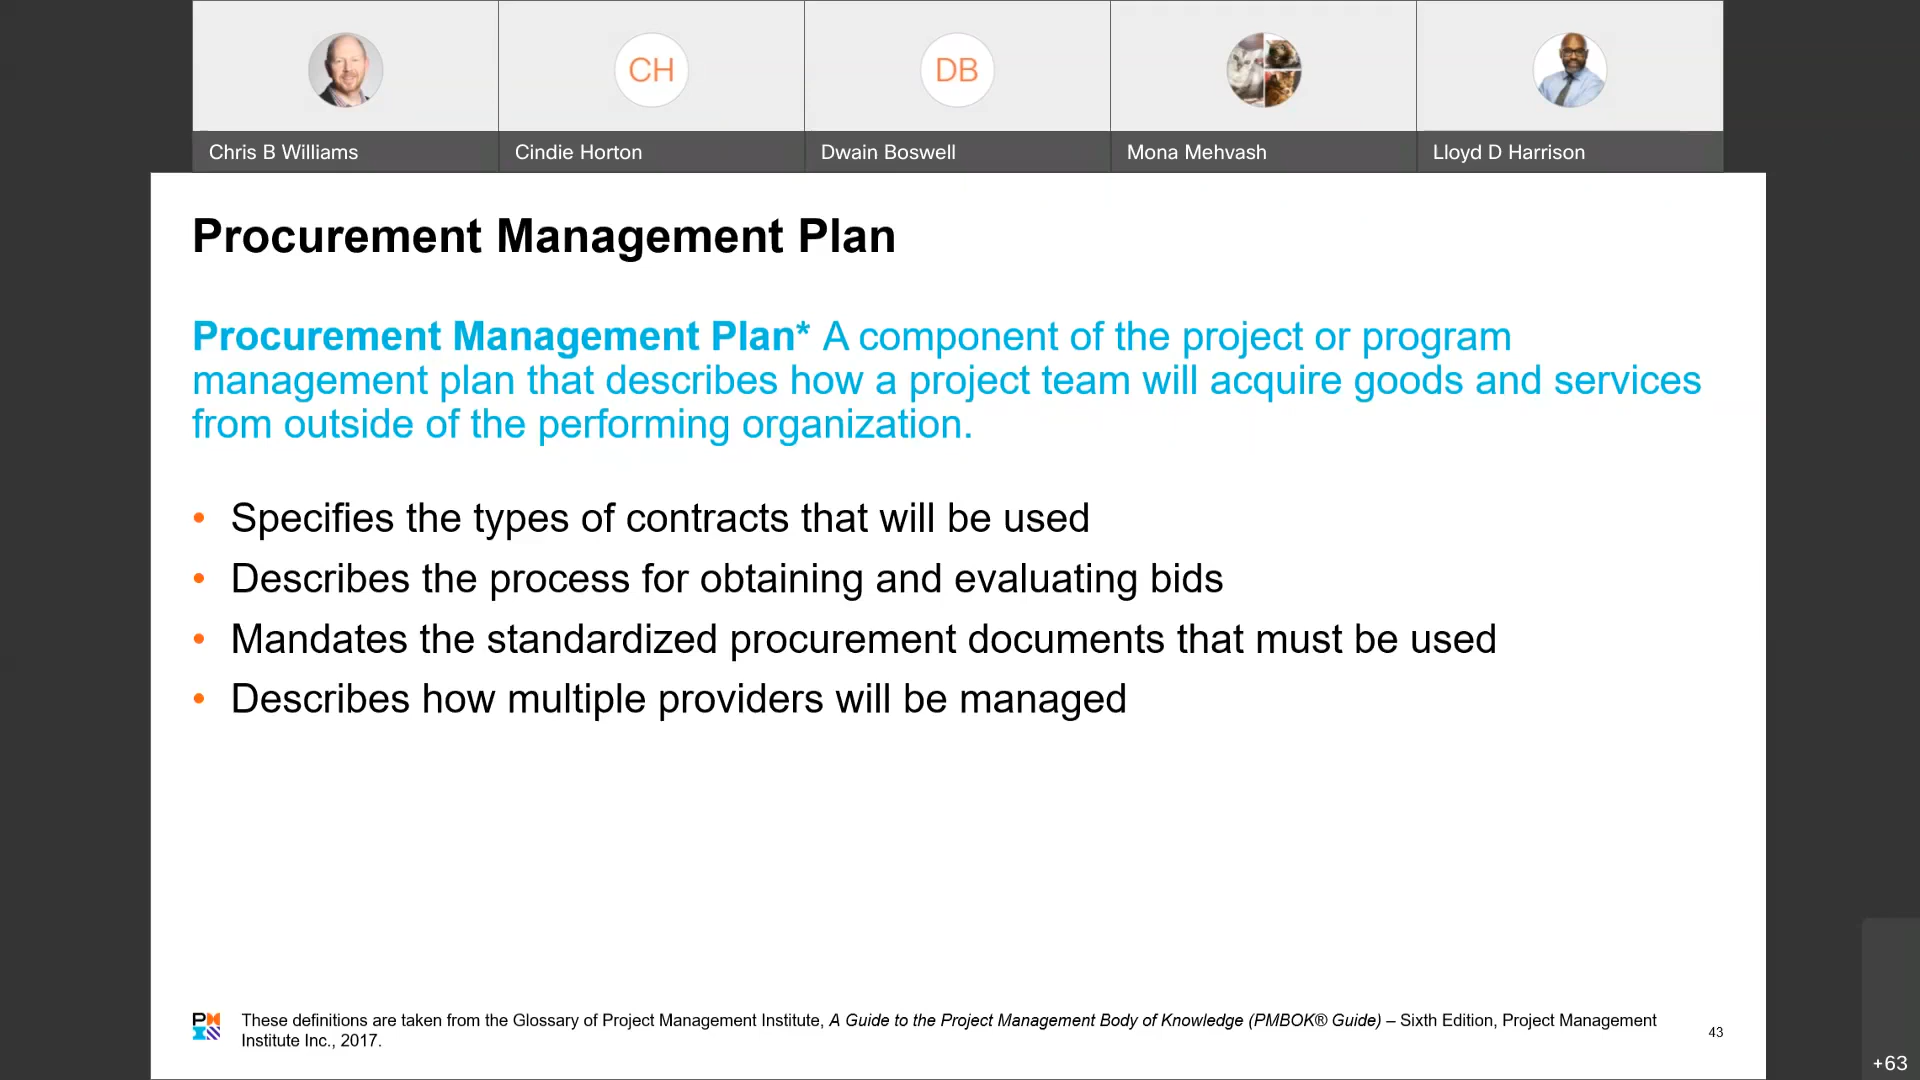 CH
DB
Chris B Williams
Cindie Horton
Dwain Boswell
Mona Mehvash
Lloyd D Harrison
Procurement Management Plan
Procurement Management Plan* A component of the project or program
management plan that describes how a project team will acquire goods and services
from outside of the performing organization.
• Specifies the types of contracts that will be used
• Describes the process for obtaining and evaluating bids
• Mandates the standardized procurement documents that must be used
• Describes how multiple providers will be managed
These definitions are taken from the Glossary of Project Management Institute, A Guide to the Project Management Body of Knowledge (PMBOK® Guide) – Sixth Edition, Project Management
Institute Inc., 2017.
43
+63